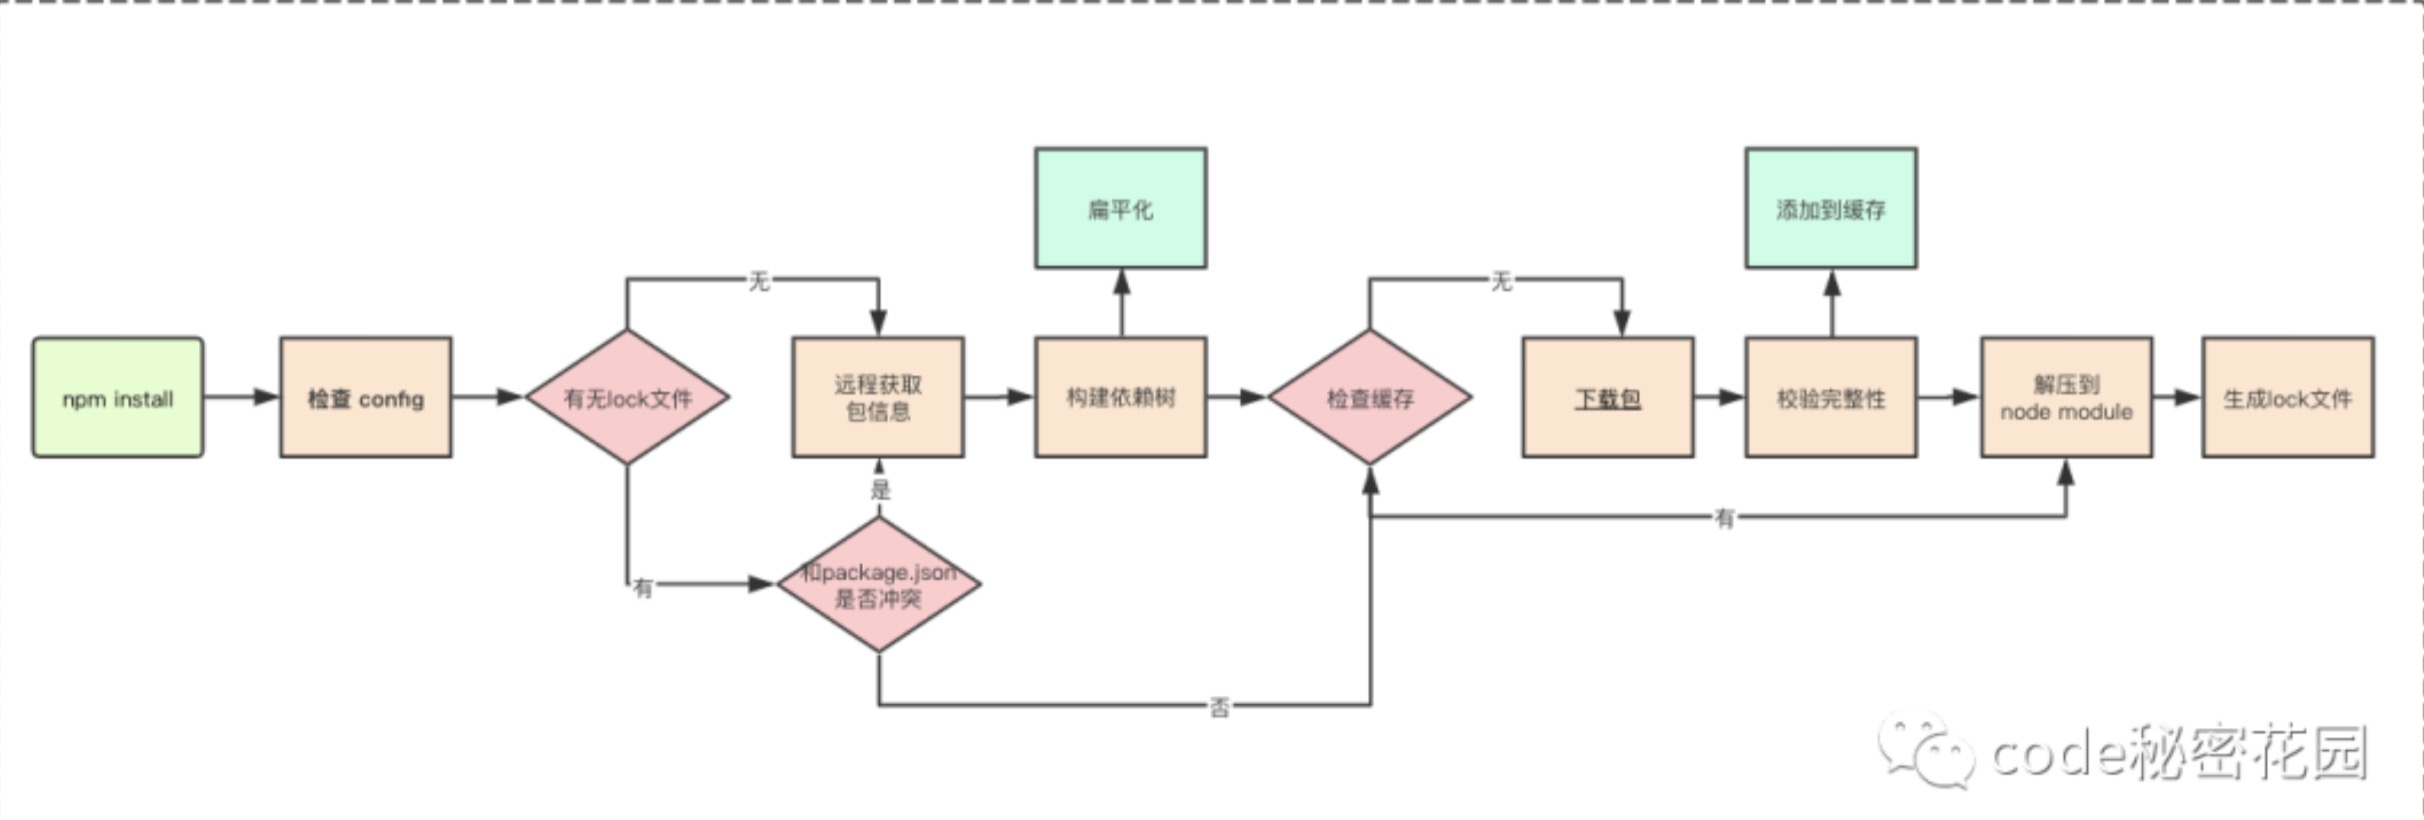 扁平化
添加到缓存
无
无
npm install
检查 config
有无lock文件
远程获取
包信息
构建依赖树
检查缓存
下载包
校验完整性
解压到
node module
生成lock文件
是
有
有
和package.json
是否冲突
否
code秘密花园